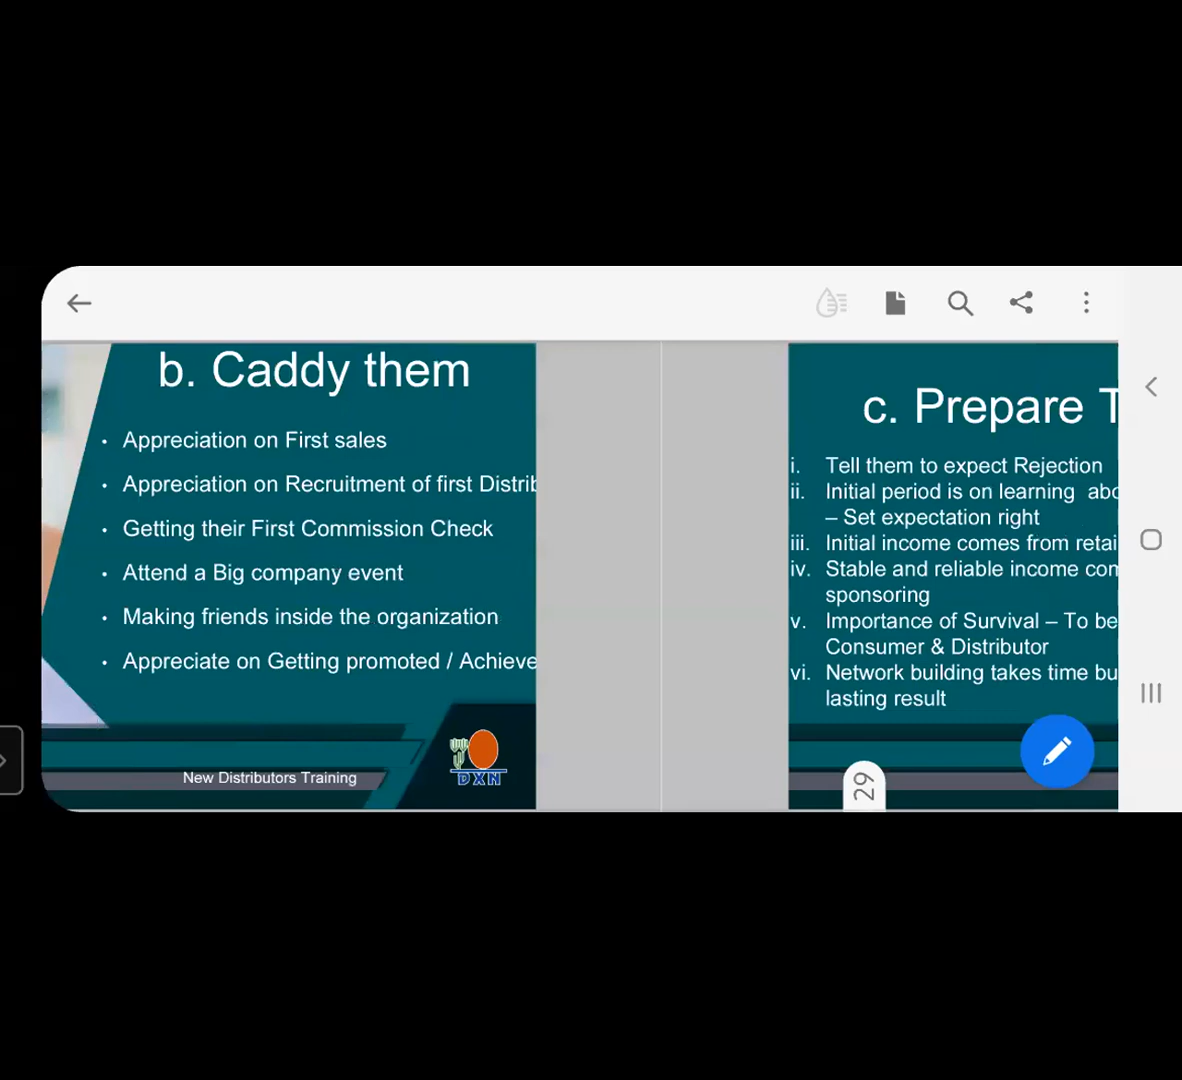 b. Caddy them
• Appreciation on First sales
• Appreciation on Recruitment of first
• Getting their First Commission Check
• Attend a Big company event
• Making friends inside the organization
• Appreciate on Getting promoted / Achieve
New Distributors Training
DXN
c. Prepare
i. Tell them to expect Rejection
ii. Initial period is on learning
– Set expectation right
iii. Initial income comes from
iv. Stable and reliable income
sponsoring
v. Importance of Survival – To be
Consumer & Distributor
vi. Network building takes time
lasting result
29